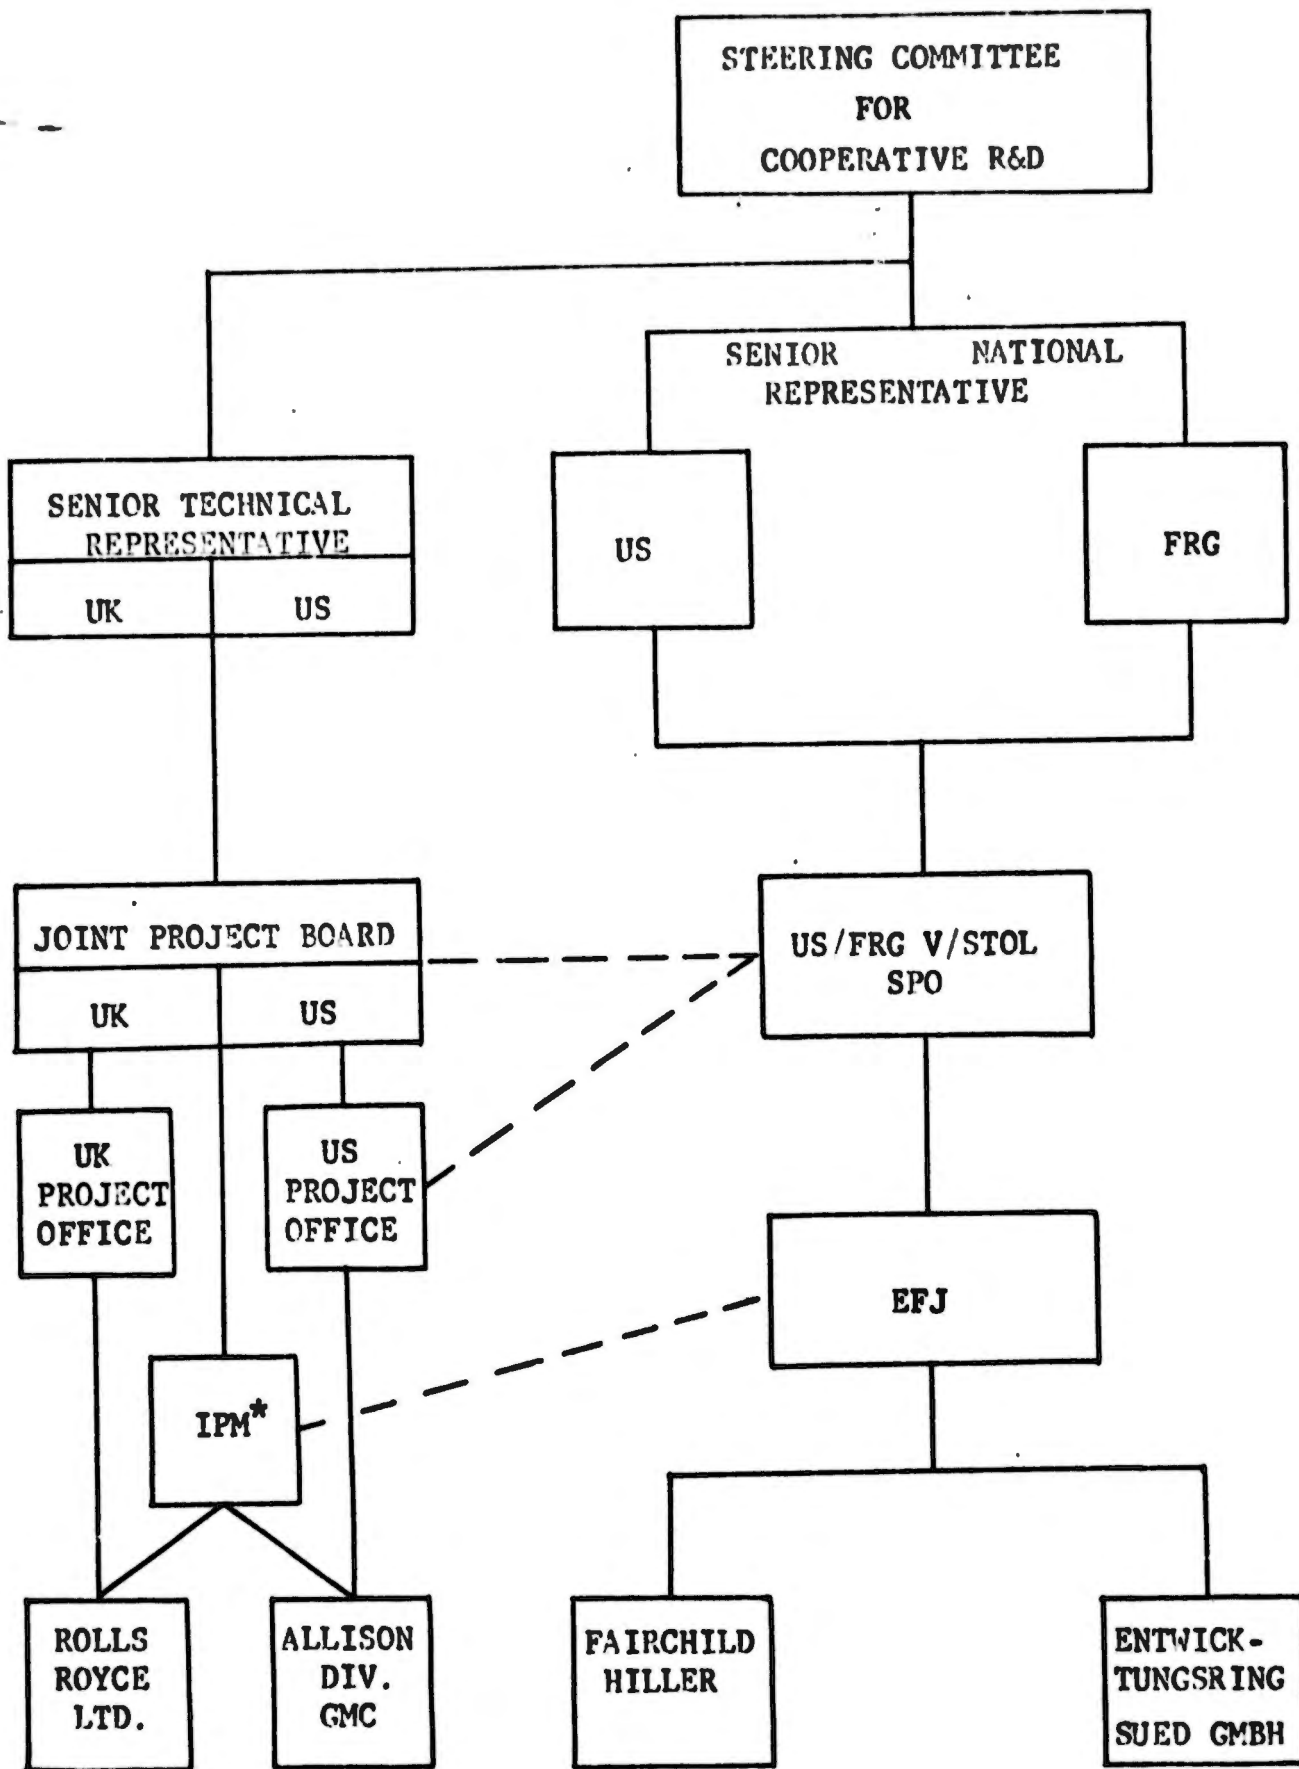 STEERING COMMITTEE
FOR
COOPERATIVE R&D
SENIOR NATIONAL
REPRESENTATIVE
SENIOR TECHNICAL
REPRESENTATIVE
UK US
US
FRG
JOINT PROJECT BOARD
UK US
US/FRG V/STOL
SPO
UK
PROJECT
OFFICE
US
PROJECT
OFFICE
EFJ
IPM*
ROLLS
ROYCE
LTD.
ALLISON
DIV.
GMC
FAIRCHILD
HILLER
ENTWICK-
TUNGSRING
SUED GMBH